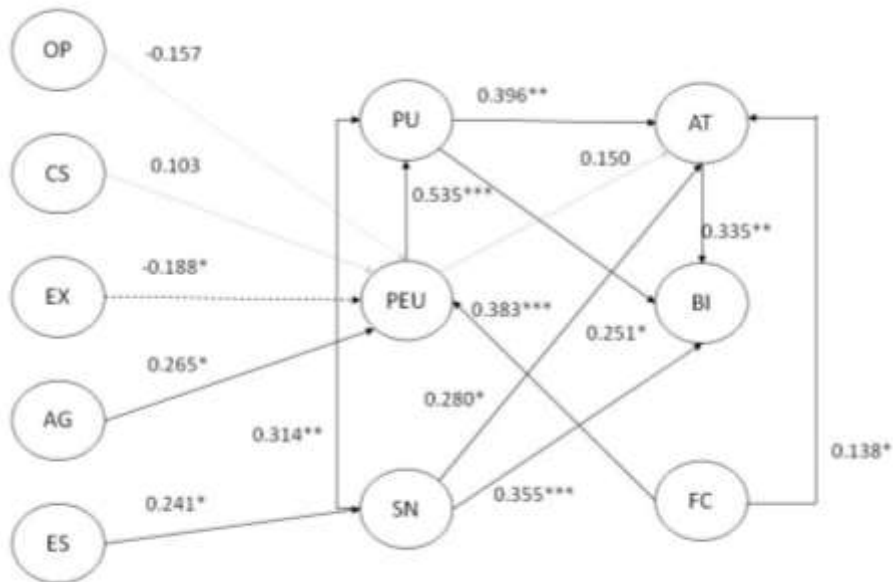 OP
-0.157
0.396**
PU
AT
CS
0.103
0.150
0.535***
0.335**
EX
-0.188*
PEU
0.383***
BI
0.251*
0.265*
0.280*
AG
0.314**
0.138*
0.241*
SN
0.355***
FC
ES